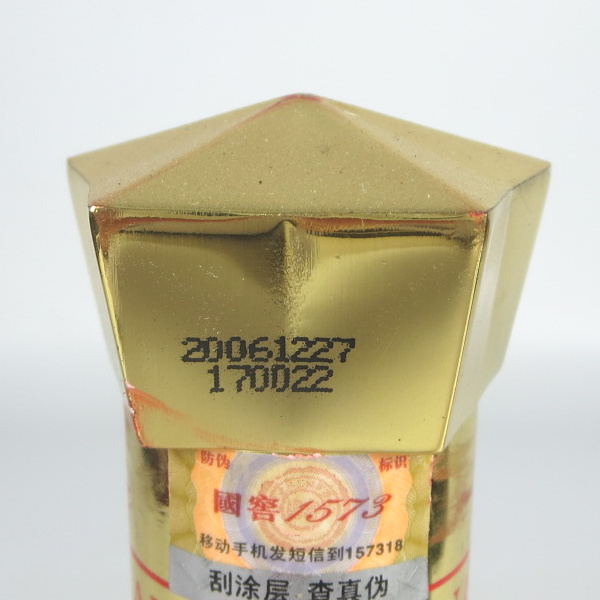 20061227
170022
防伪 标识
國窖1573
移动手机发短信到157318
刮涂层 查真伪